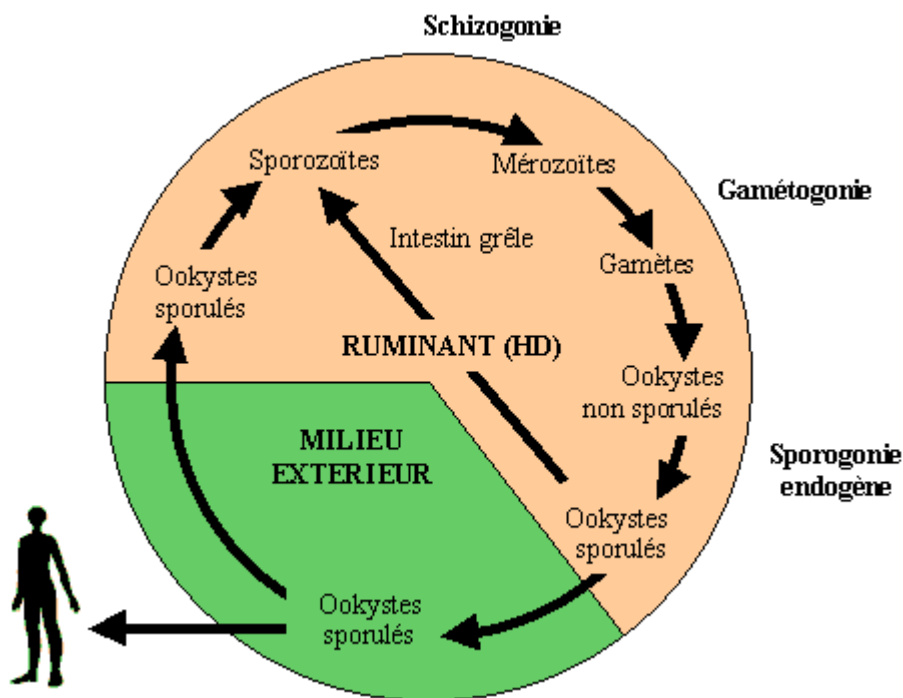 Schizogonie
Sporozoïtes
Mérozoïtes
Gamétogonie
Intestin grêle
Gamètes
Ookystes
sporulés
RUMINANT (HD)
Ookystes
non sporulés
MILIEU
EXTERIEUR
Sporogonie
endogène
Ookystes
sporulés
Ookystes
sporulés